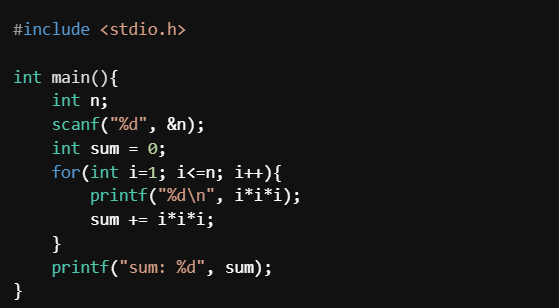 #include <stdio.h>
int main(){
    int n;
    scanf("%d", &n);
    int sum = 0;
    for(int i=1; i<=n; i++){
        printf("%d\n", i*i*i);
        sum += i*i*i;
    }
    printf("sum: %d", sum);
}